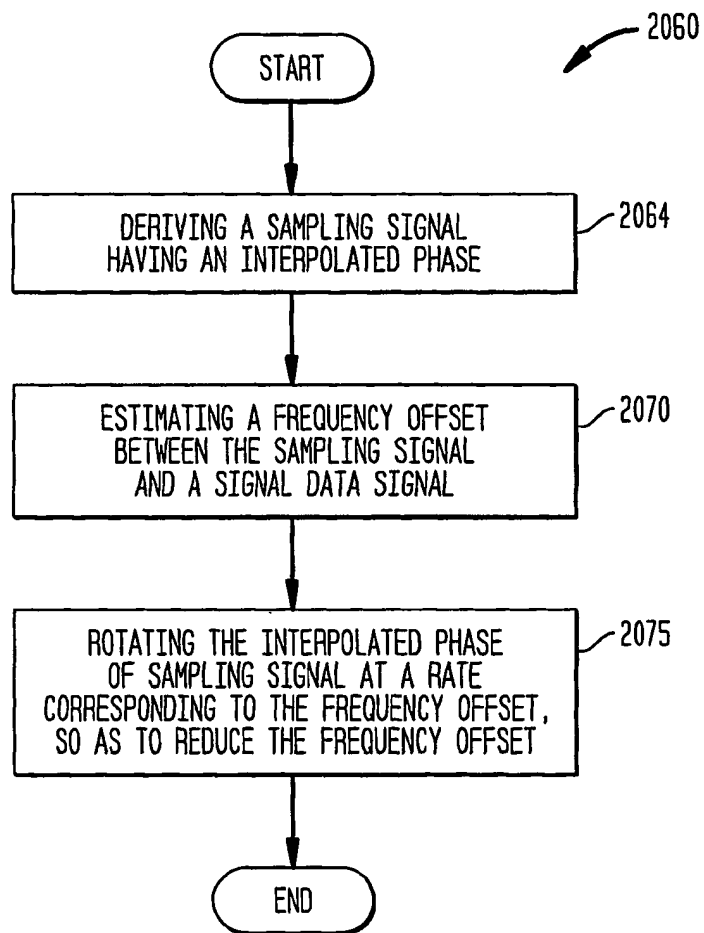 2060
START
DERIVING A SAMPLING SIGNAL
HAVING AN INTERPOLATED PHASE
2064
ESTIMATING A FREQUENCY OFFSET
BETWEEN THE SAMPLING SIGNAL
AND A SIGNAL DATA SIGNAL
2070
ROTATING THE INTERPOLATED PHASE
OF SAMPLING SIGNAL AT A RATE
CORRESPONDING TO THE FREQUENCY OFFSET,
SO AS TO REDUCE THE FREQUENCY OFFSET
2075
END